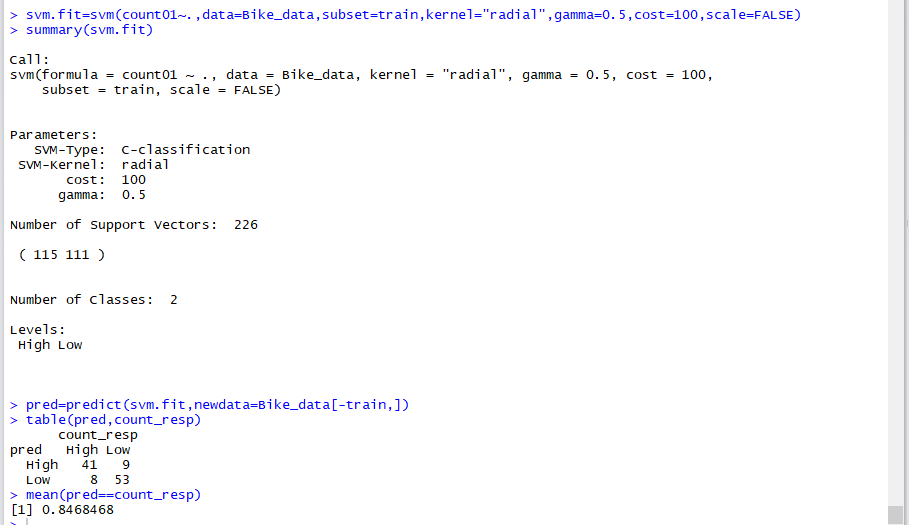 > svm.fit=svm(count01~.,data=Bike_data,subset=train,kernel="radial",gamma=0.5,cost=100,scale=FALSE)
> summary(svm.fit)
Call:
svm(formula = count01 ~ ., data = Bike_data, kernel = "radial", gamma = 0.5, cost = 100,
    subset = train, scale = FALSE)
Parameters:
   SVM-Type:  C-classification
 SVM-Kernel:  radial
       cost:  100
      gamma:  0.5
Number of Support Vectors:  226
 ( 115 111 )
Number of Classes:  2
Levels:
 High Low
> pred=predict(svm.fit,newdata=Bike_data[-train,])
> table(pred,count_resp)
      count_resp
pred   High Low
  High   41   9
  Low     8  53
> mean(pred==count_resp)
[1] 0.8468468
>